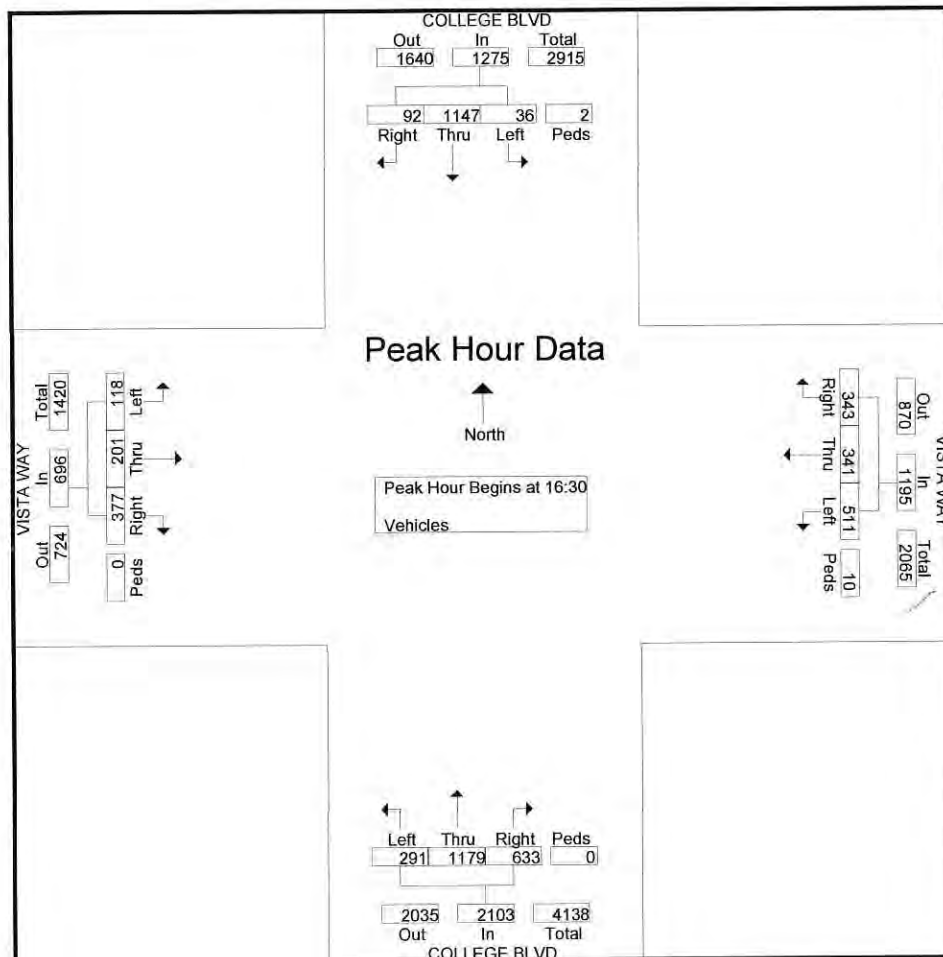 COLLEGE BLVD
Out In Total
1640 1275 2915
92 1147 36 2
Right Thru Left Peds
Peak Hour Data
North
Peak Hour Begins at 16:30
Vehicles
VISTA WAY
Total In Out
1420 696 724
118 201 377 0
Left Thru Right Peds
VISTA WAY
Out In Total
870 1195 2065
343 341 511 10
Right Thru Left Peds
Left Thru Right Peds
291 1179 633 0
2035 2103 4138
Out In Total
COLLEGE BLVD